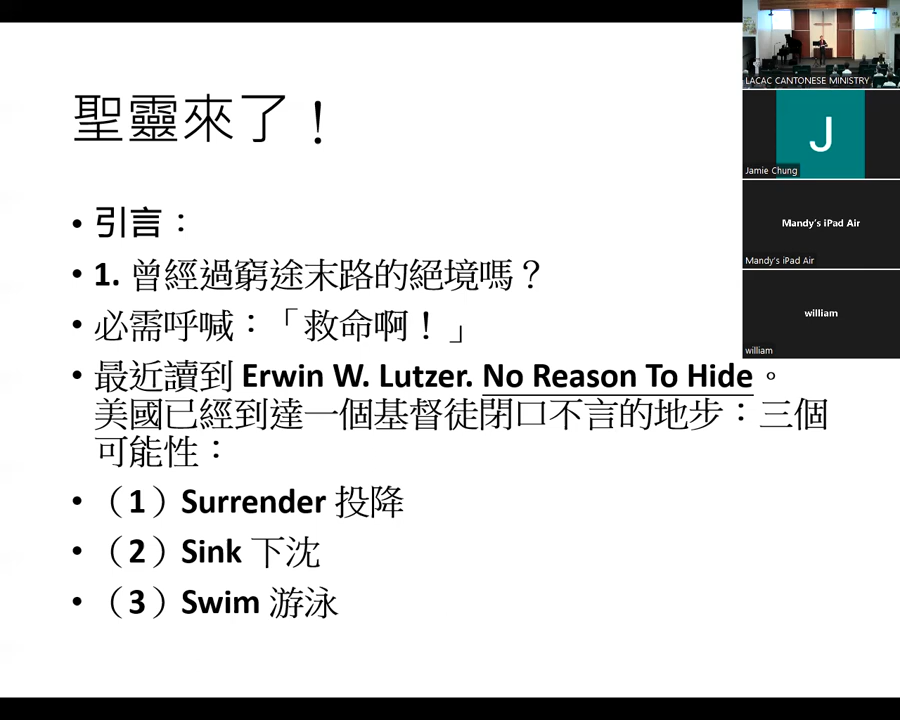 聖靈來了！
• 引言：
• 1. 曾經過窮途末路的絕境嗎？
• 必需呼喊：「救命啊！」
• 最近讀到 Erwin W. Lutzer. No Reason To Hide。
美國已經到達一個基督徒閉口不言的地步：三個
可能性：
• （1）Surrender 投降
• （2）Sink 下沈
• （3）Swim 游泳
LACAC CANTONESE MINISTRY
J
Jamie Chung
Mandy's iPad Air
Mandy's iPad Air
william
william